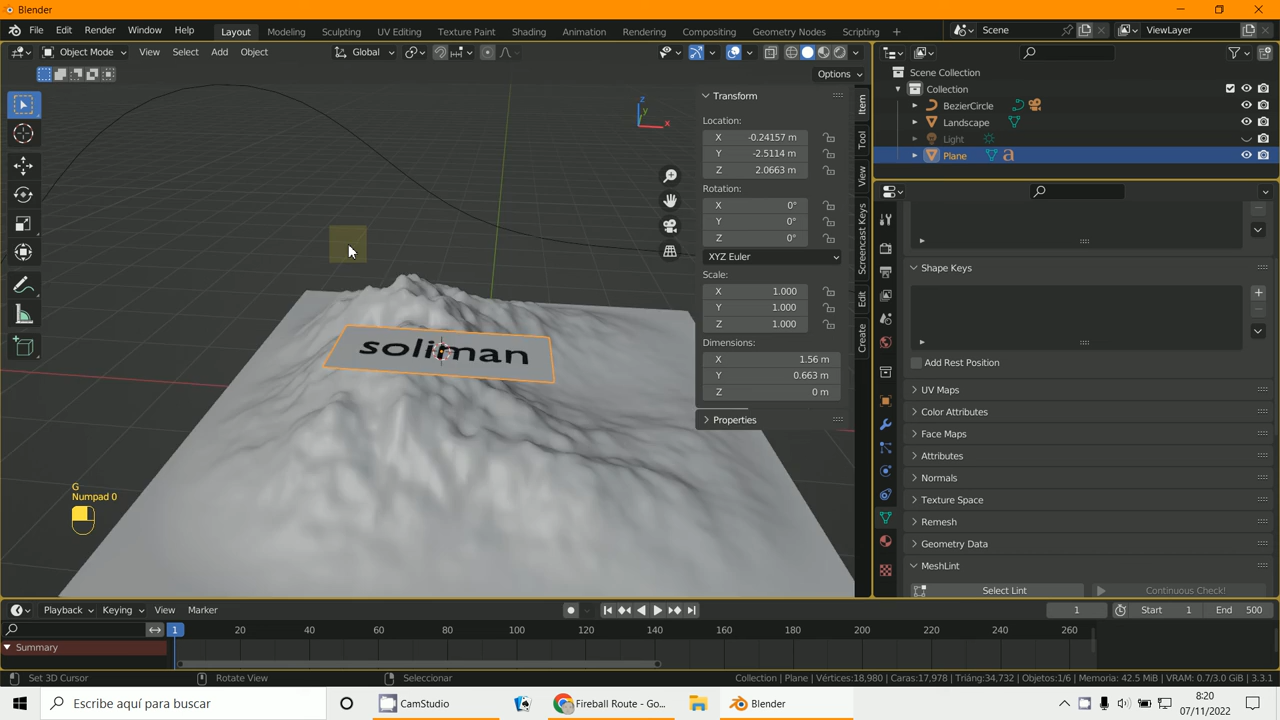 Blender
File Edit Render Window Help Layout Modeling Sculpting UV Editing Texture Paint Shading Animation Rendering Compositing Geometry Nodes Scripting Scene ViewLayer
Object Mode View Select Add Object Global
Options
Transform
Location:
X -0.24157 m
Y -2.5114 m
Z 2.0663 m
Rotation:
X 0°
Y 0°
Z 0°
XYZ Euler
Scale:
X 1.000
Y 1.000
Z 1.000
Dimensions:
X 1.56 m
Y 0.663 m
Z 0 m
Properties
Item
Tool
View
Screencast Keys
Edit
Create
z
y
x
soliman
G
Numpad 0
Scene Collection
Collection
BezierCircle
Landscape
Light
Plane a
Shape Keys
Add Rest Position
UV Maps
Color Attributes
Face Maps
Attributes
Normals
Texture Space
Remesh
Geometry Data
MeshLint
Select Lint Continuous Check!
Playback Keying View Marker 1 Start 1 End 500
1 20 40 60 80 100 120 140 160 180 200 220 240 260
Summary
Set 3D Cursor Rotate View Seleccionar Collection | Plane | Vértices:18,980 | Caras:17,978 | Triáng:34,732 | Objetos:1/6 | Memoria: 42.5 MiB | VRAM: 0.7/3.0 GiB | 3.3.1
Escribe aquí para buscar CamStudio Fireball Route - Go... Blender 8:20
07/11/2022